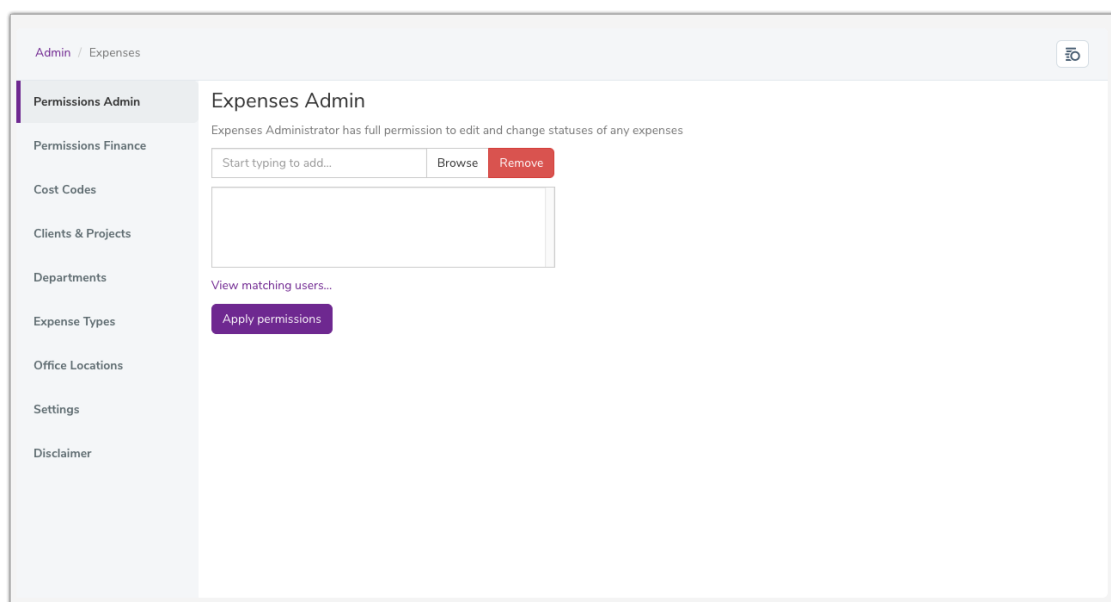 Admin / Expenses
Permissions Admin
Permissions Finance
Cost Codes
Clients & Projects
Departments
Expense Types
Office Locations
Settings
Disclaimer
Expenses Admin
Expenses Administrator has full permission to edit and change statuses of any expenses
Start typing to add... Browse Remove
View matching users...
Apply permissions